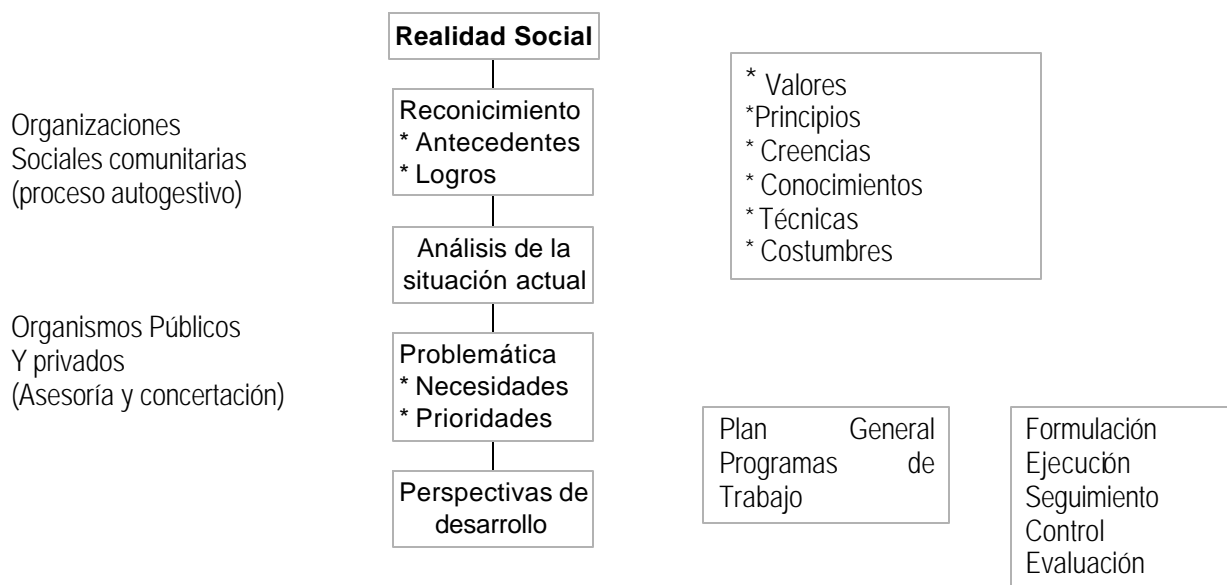 Realidad Social
Organizaciones
Sociales comunitarias
(proceso autogestivo)
Reconicimiento
* Antecedentes
* Logros
* Valores
*Principios
* Creencias
* Conocimientos
* Técnicas
* Costumbres
Análisis de la
situación actual
Organismos Públicos
Y privados
(Asesoría y concertación)
Problemática
* Necesidades
* Prioridades
Perspectivas de
desarrollo
Plan General
Programas de
Trabajo
Formulación
Ejecución
Seguimiento
Control
Evaluación